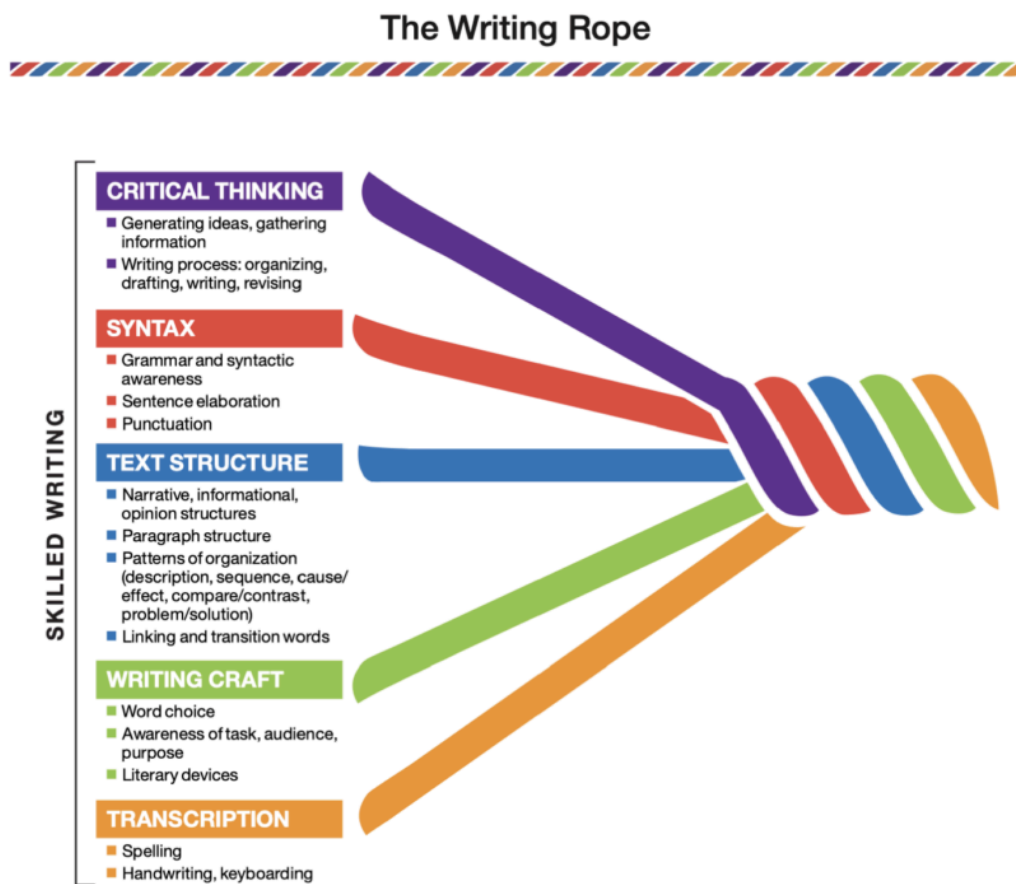 The Writing Rope
SKILLED WRITING
CRITICAL THINKING
■ Generating ideas, gathering
information
■ Writing process: organizing,
drafting, writing, revising
SYNTAX
■ Grammar and syntactic
awareness
■ Sentence elaboration
■ Punctuation
TEXT STRUCTURE
■ Narrative, informational,
opinion structures
■ Paragraph structure
■ Patterns of organization
(description, sequence, cause/
effect, compare/contrast,
problem/solution)
■ Linking and transition words
WRITING CRAFT
■ Word choice
■ Awareness of task, audience,
purpose
■ Literary devices
TRANSCRIPTION
■ Spelling
■ Handwriting, keyboarding